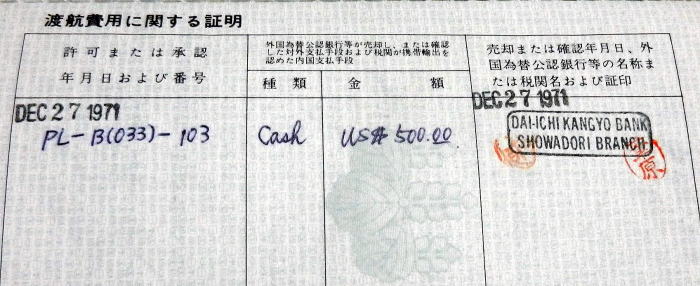 渡航費用に関する証明
許可または承認
年月日および番号
外国為替公認銀行等が売却し、または確認
した対外支払手段および税関が携帯輸出を
認めた内国支払手段
種類
金額
売却または確認年月日、外
国為替公認銀行等の名称ま
たは税関名および証印
DEC 27 1971
PL-B(033)-103
Cash
US$ 500.00
DEC 27 1971
DAI-ICHI KANGYO BANK
SHOWADORI BRANCH
原